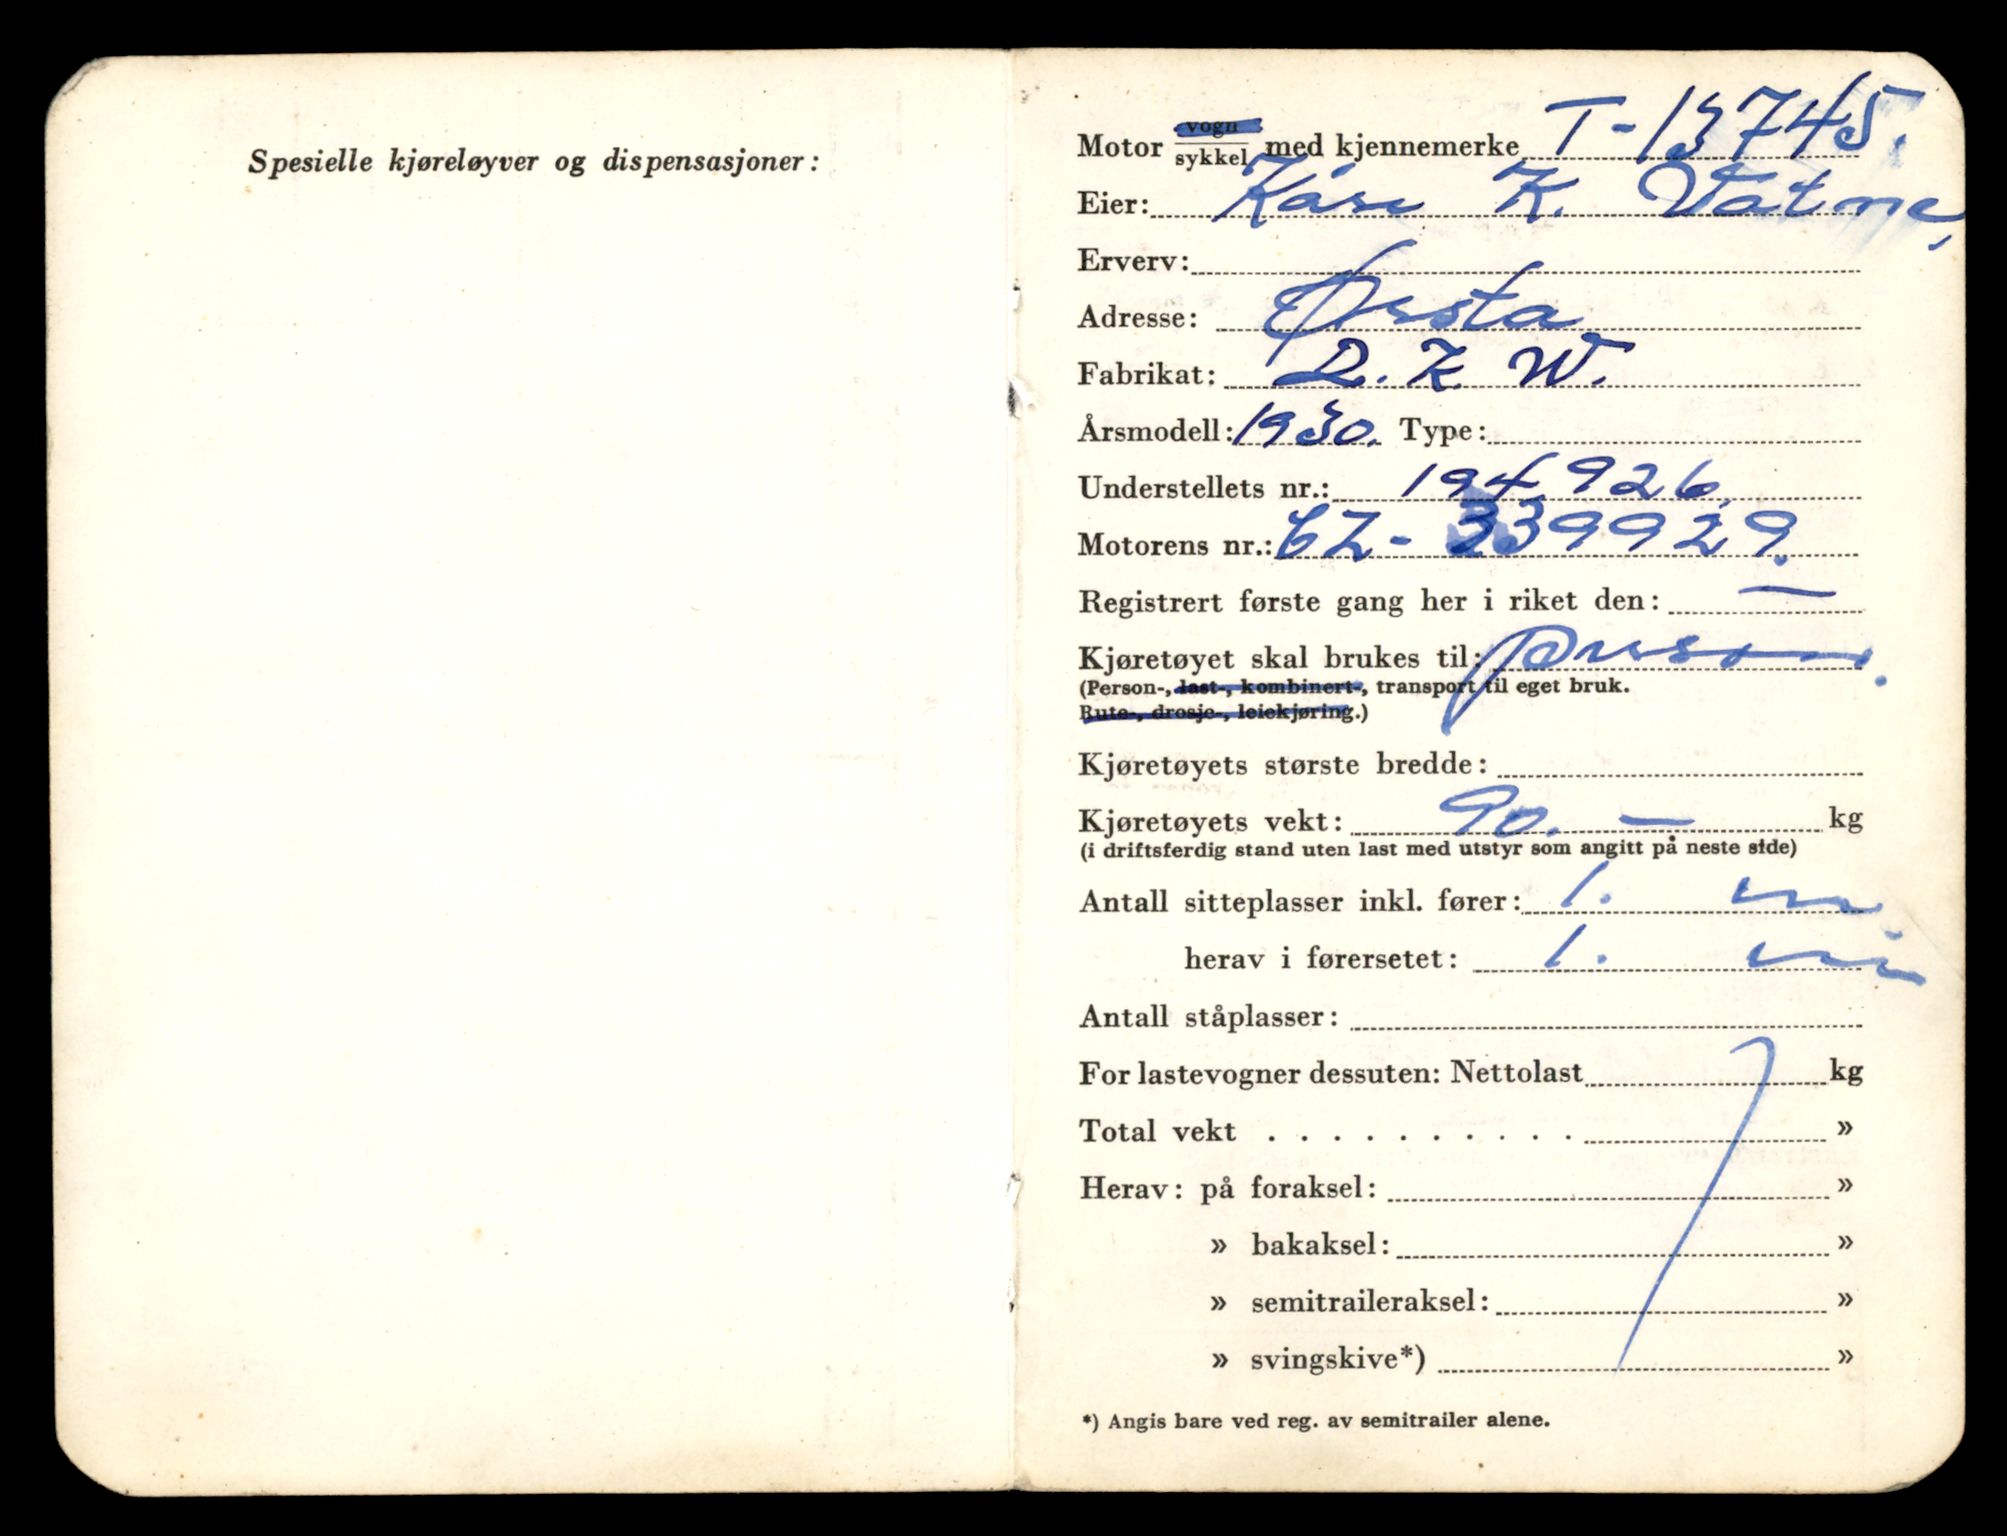 Spesielle kjøreløyver og dispensasjoner:
Motor vogn/sykkel med kjennemerke T-13745.
Eier: Kåre K. Vatne,
Erverv:
Adresse: Ørsta
Fabrikat: D.K.W.
Årsmodell: 1930. Type:
Understellets nr.: 194926.
Motorens nr.: 339929.
Registrert første gang her i riket den: —
Kjøretøyet skal brukes til: person.
(Person-, last-, kombinert-, transport til eget bruk.
Rute-, drosje-, leiekjøring.)
Kjøretøyets største bredde:
Kjøretøyets vekt: 90. — kg
(i driftsferdig stand uten last med utstyr som angitt på neste side)
Antall sitteplasser inkl. fører: 1.
herav i førersetet: 1.
Antall ståplasser:
For lastevogner dessuten: Nettolast kg
Total vekt . . . . . . . . . . »
Herav: på foraksel: »
» bakaksel: »
» semitraileraksel: »
» svingskive*) »
*) Angis bare ved reg. av semitrailer alene.